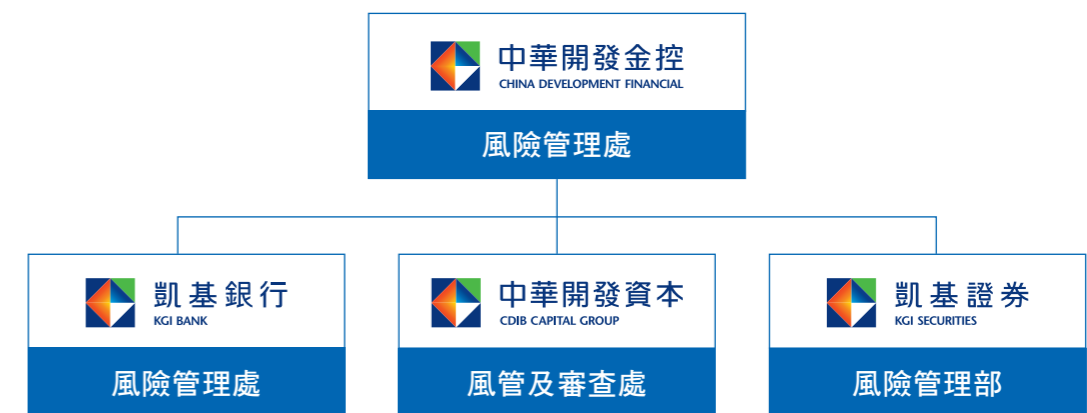 中華開發金控
CHINA DEVELOPMENT FINANCIAL
風險管理處
凱基銀行
KGI BANK
風險管理處
中華開發資本
CDIB CAPITAL GROUP
風管及審查處
凱基證券
KGI SECURITIES
風險管理部